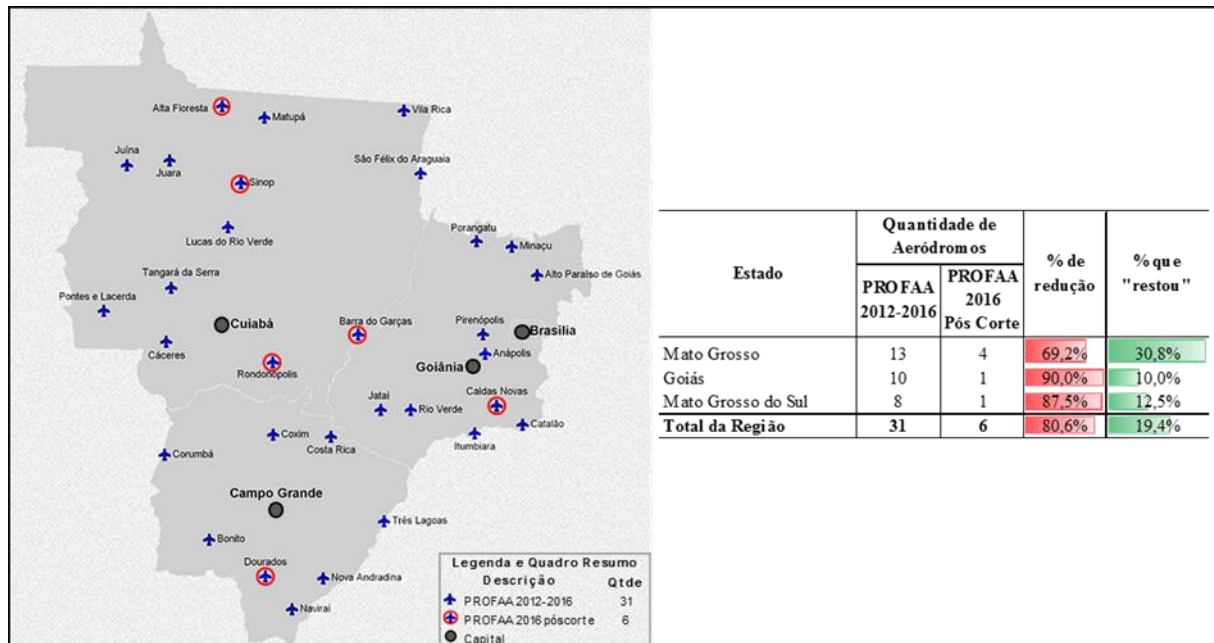 Alta Floresta
Matupá
Vila Rica
Juína
Juara
São Félix do Araguaia
Sinop
Lucas do Rio Verde
Porangatu
Minaçu
Alto Paraíso de Goiás
Tangará da Serra
Pontes e Lacerda
Cuiabá
Barra do Garças
Pirenópolis
Brasília
Cáceres
Anápolis
Rondonópolis
Goiânia
Jataí
Rio Verde
Caldas Novas
Catalão
Itumbiara
Coxim
Costa Rica
Corumbá
Campo Grande
Três Lagoas
Bonito
Dourados
Nova Andradina
Naviraí
Legenda e Quadro Resumo
Descrição Qtde
PROFAA 2012-2016 31
PROFAA 2016 póscorte 6
Capital
Estado
Quantidade de
Aeródromos
PROFAA
2012-2016
PROFAA
2016
Pós Corte
% de
redução
% que
"restou"
Mato Grosso 13 4 69,2% 30,8%
Goiás 10 1 90,0% 10,0%
Mato Grosso do Sul 8 1 87,5% 12,5%
Total da Região 31 6 80,6% 19,4%